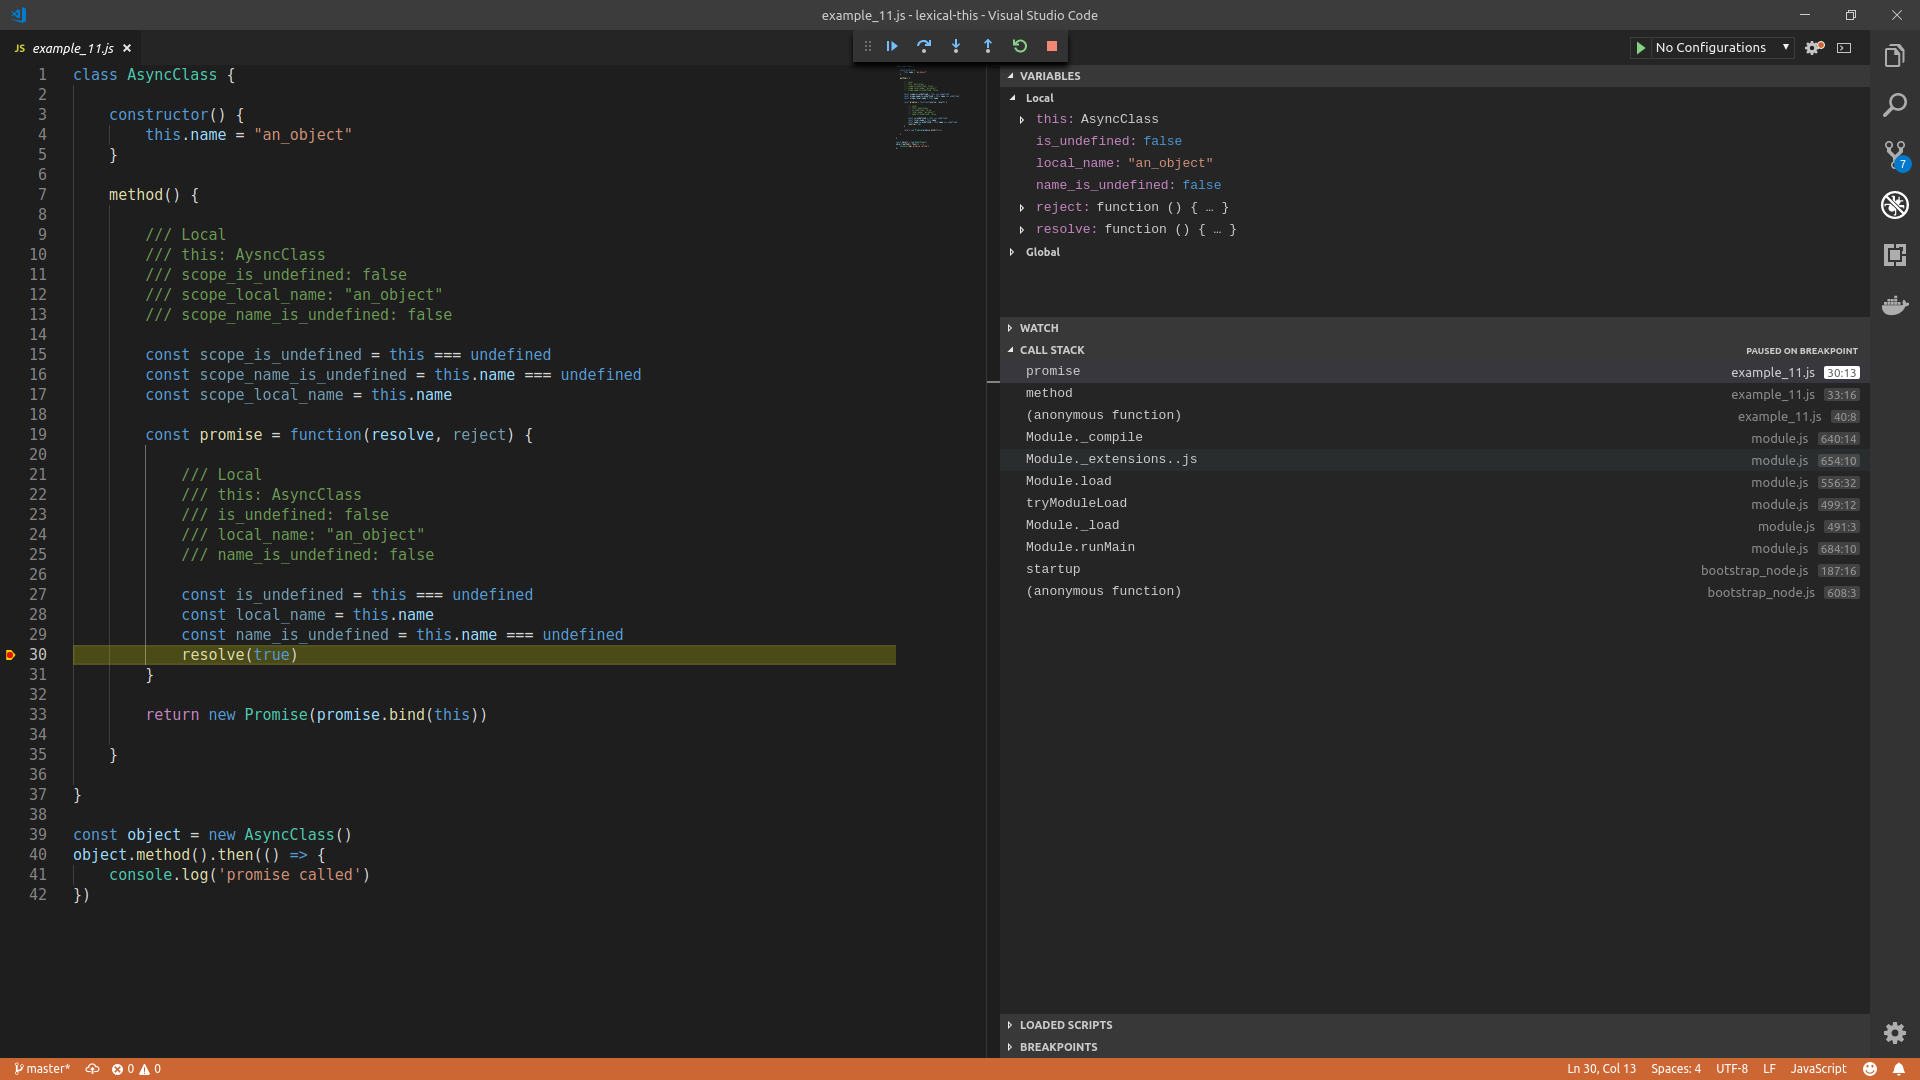 example_11.js - lexical-this - Visual Studio Code
JS example_11.js
No Configurations
1 class AsyncClass {
2
3 constructor() {
4 this.name = "an_object"
5 }
6
7 method() {
8
9 /// Local
10 /// this: AysncClass
11 /// scope_is_undefined: false
12 /// scope_local_name: "an_object"
13 /// scope_name_is_undefined: false
14
15 const scope_is_undefined = this === undefined
16 const scope_name_is_undefined = this.name === undefined
17 const scope_local_name = this.name
18
19 const promise = function(resolve, reject) {
20
21 /// Local
22 /// this: AsyncClass
23 /// is_undefined: false
24 /// local_name: "an_object"
25 /// name_is_undefined: false
26
27 const is_undefined = this === undefined
28 const local_name = this.name
29 const name_is_undefined = this.name === undefined
30 resolve(true)
31 }
32
33 return new Promise(promise.bind(this))
34
35 }
36
37 }
38
39 const object = new AsyncClass()
40 object.method().then(() => {
41 console.log('promise called')
42 })
VARIABLES
Local
this: AsyncClass
is_undefined: false
local_name: "an_object"
name_is_undefined: false
reject: function () { … }
resolve: function () { … }
Global
WATCH
CALL STACK PAUSED ON BREAKPOINT
promise example_11.js 30:13
method example_11.js 33:16
(anonymous function) example_11.js 40:8
Module._compile module.js 640:14
Module._extensions..js module.js 654:10
Module.load module.js 556:32
tryModuleLoad module.js 499:12
Module._load module.js 491:3
Module.runMain module.js 684:10
startup bootstrap_node.js 187:16
(anonymous function) bootstrap_node.js 608:3
LOADED SCRIPTS
BREAKPOINTS
7
master* 0 0 Ln 30, Col 13 Spaces: 4 UTF-8 LF JavaScript